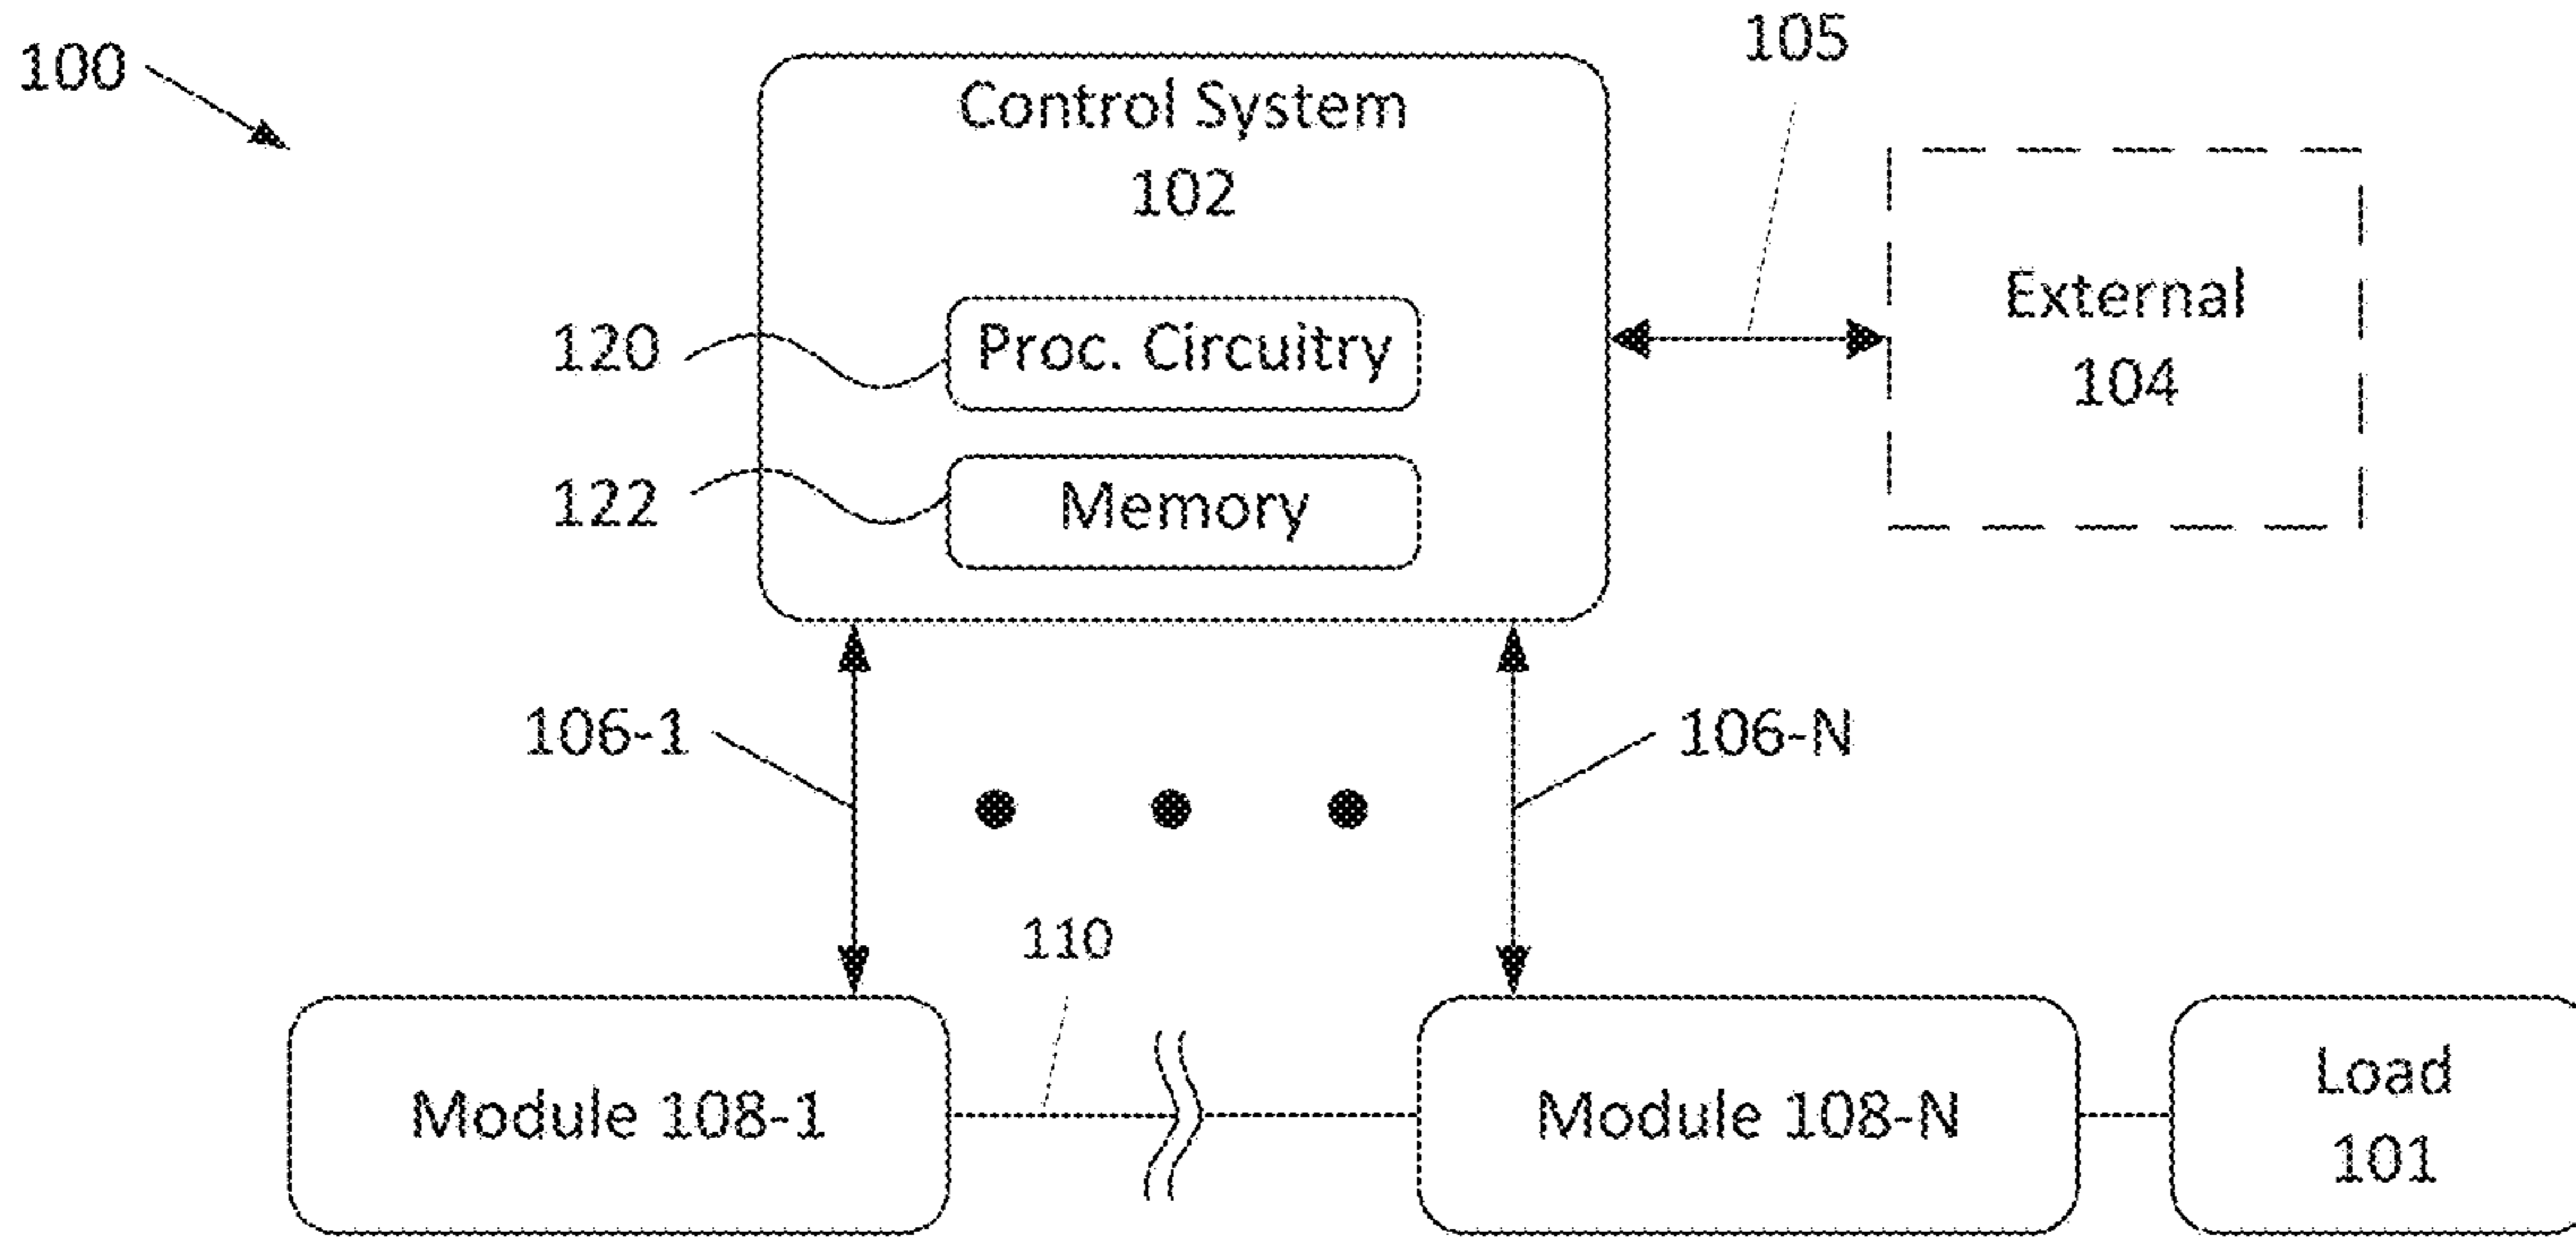 100
105
Control System
102
External
104
120
Proc. Circuitry
122
Memory
106-1
106-N
110
Module 108-1
Module 108-N
Load
101